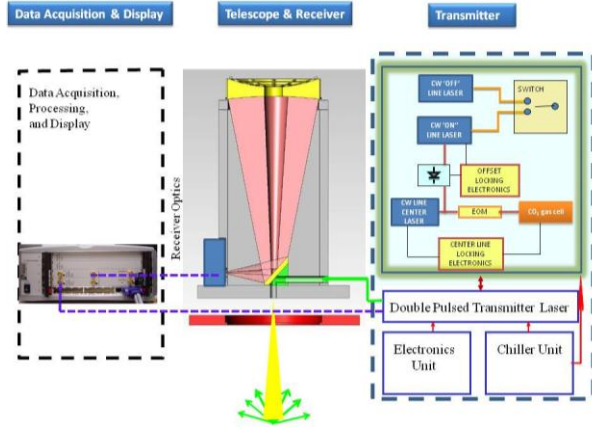 Data Acquisition & Display
Telescope & Receiver
Transmitter
Data Acquisition,
Processing,
and Display
Receiver Optics
CW "OFF"
LINE LASER
SWITCH
CW "ON"
LINE LASER
OFFSET
LOCKING
ELECTRONICS
CW LINE
CENTER
LASER
EOM
CO₂ gas cell
CENTER LINE
LOCKING
ELECTRONICS
Double Pulsed Transmitter Laser
Electronics
Unit
Chiller Unit